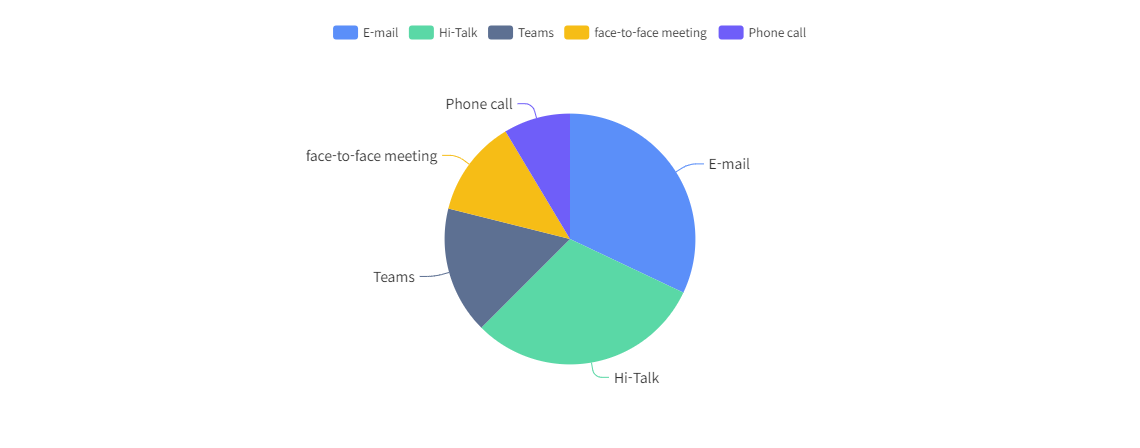 E-mail Hi-Talk Teams face-to-face meeting Phone call
Phone call
face-to-face meeting
E-mail
Teams
Hi-Talk